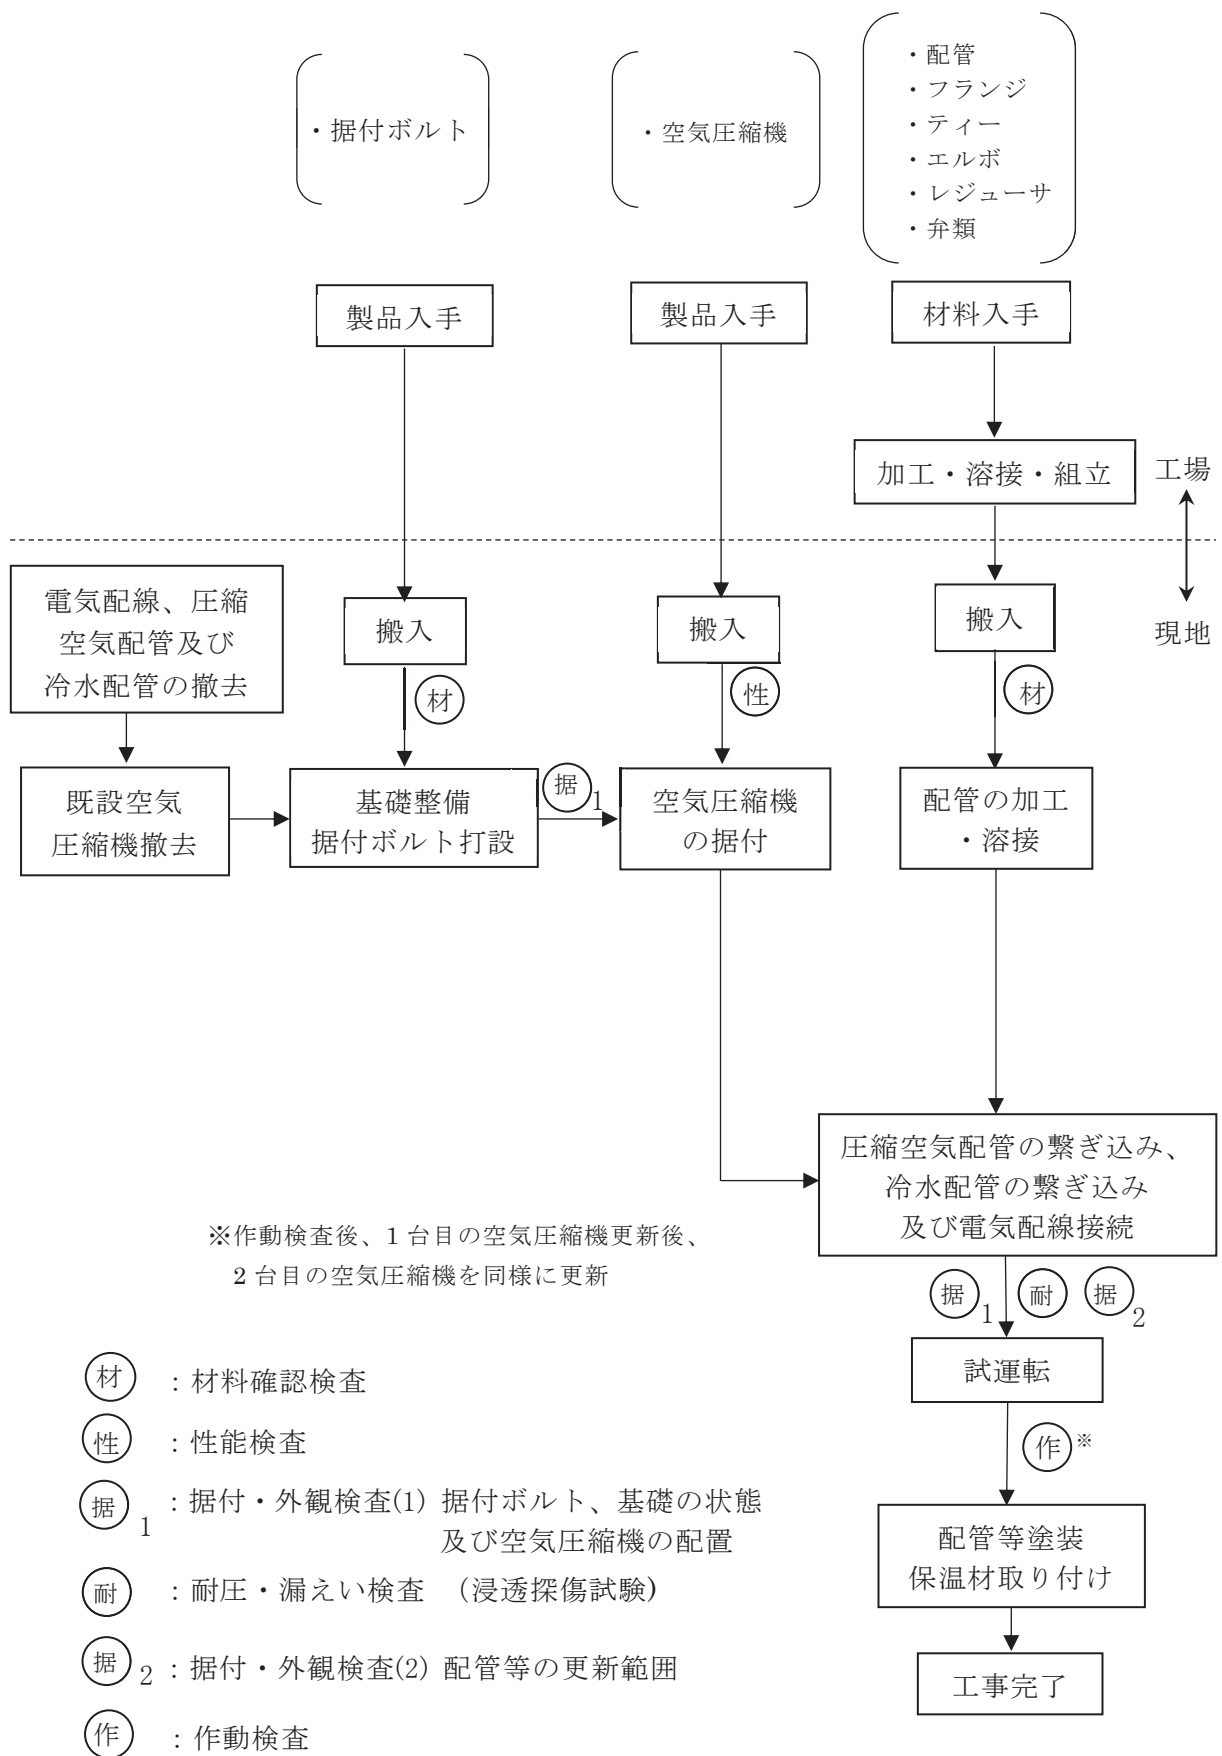 ・据付ボルト
・空気圧縮機
・配管
・フランジ
・ティー
・エルボ
・レジューサ
・弁類
製品入手
製品入手
材料入手
加工・溶接・組立
工場
現地
電気配線、圧縮
空気配管及び
冷水配管の撤去
搬入
搬入
搬入
材
性
材
既設空気
圧縮機撤去
基礎整備
据付ボルト打設
据1
空気圧縮機
の据付
配管の加工
・溶接
圧縮空気配管の繋ぎ込み、
冷水配管の繋ぎ込み
及び電気配線接続
※作動検査後、1台目の空気圧縮機更新後、
2台目の空気圧縮機を同様に更新
据1 耐 据2
試運転
作※
配管等塗装
保温材取り付け
工事完了
材 :材料確認検査
性 :性能検査
据1 :据付・外観検査(1) 据付ボルト、基礎の状態
及び空気圧縮機の配置
耐 :耐圧・漏えい検査 (浸透探傷試験)
据2 :据付・外観検査(2) 配管等の更新範囲
作 :作動検査